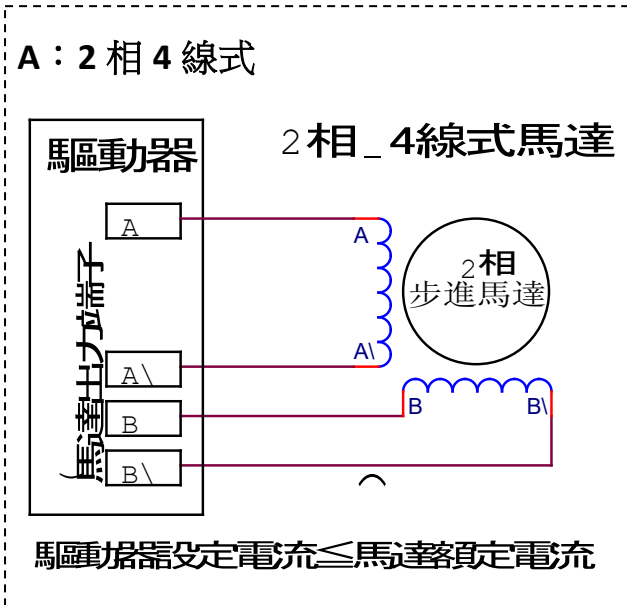 A：2 相 4 線式
驅動器
2相_4線式馬達
馬達出力端子
A
A\
B
B\
A
A\
B
B\
2相
步進馬達
驅動器設定電流≦馬達額定電流